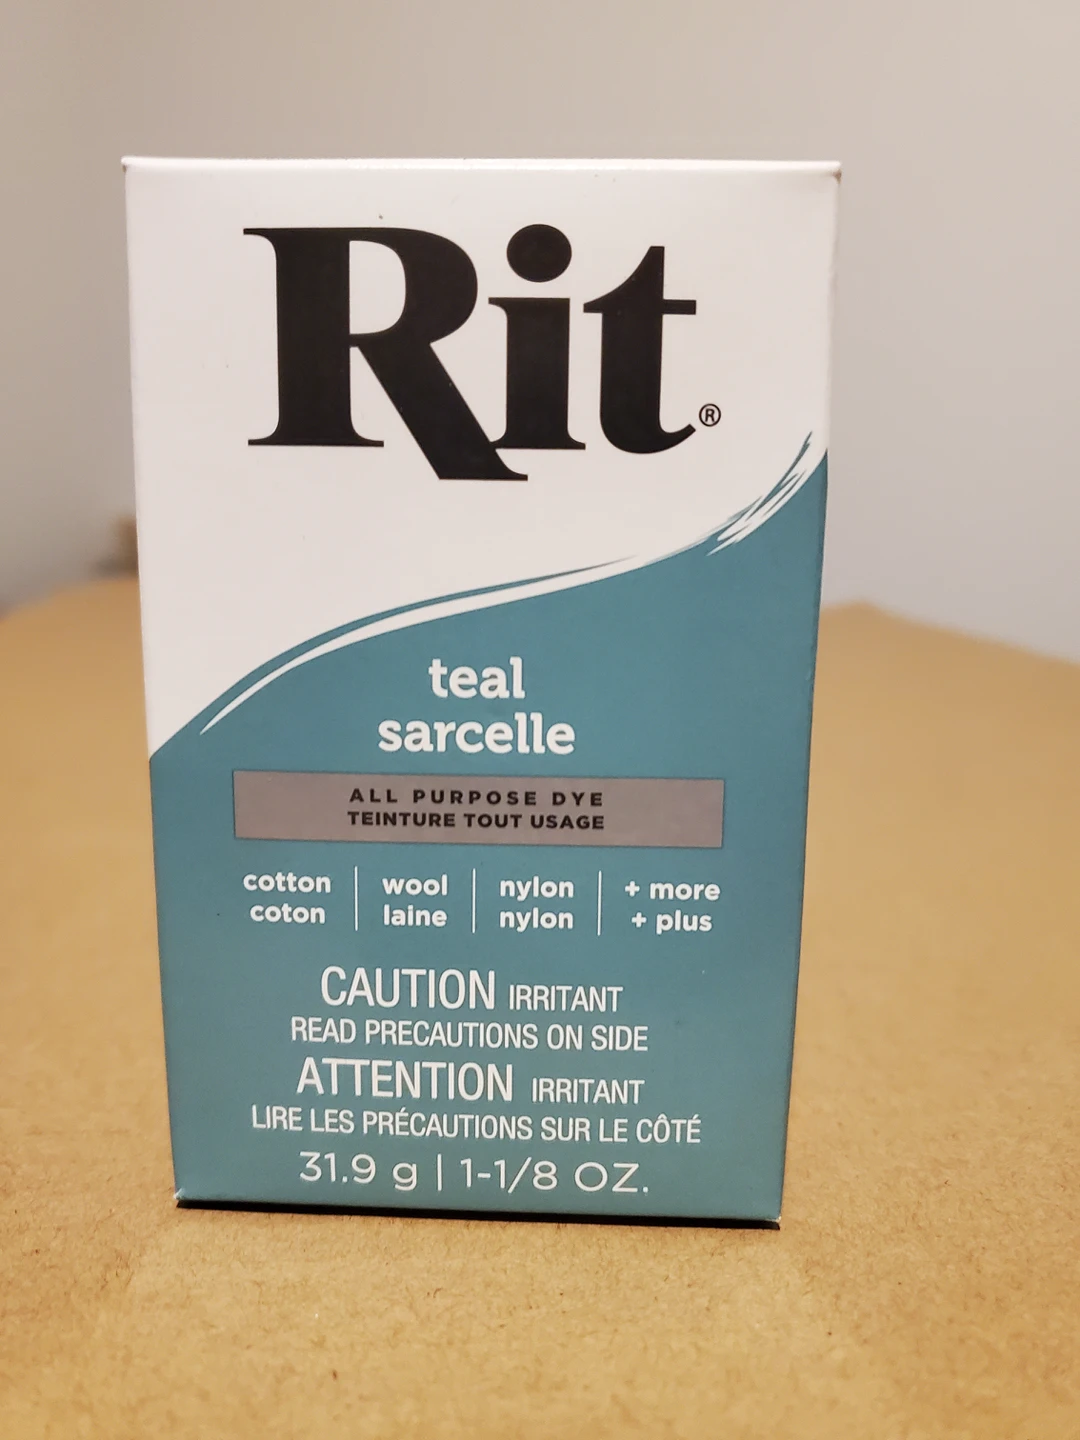 Rit®
teal
sarcelle
ALL PURPOSE DYE
TEINTURE TOUT USAGE
cotton | wool | nylon | + more
coton | laine | nylon | + plus
CAUTION IRRITANT
READ PRECAUTIONS ON SIDE
ATTENTION IRRITANT
LIRE LES PRÉCAUTIONS SUR LE CÔTÉ
31.9 g | 1-1/8 OZ.